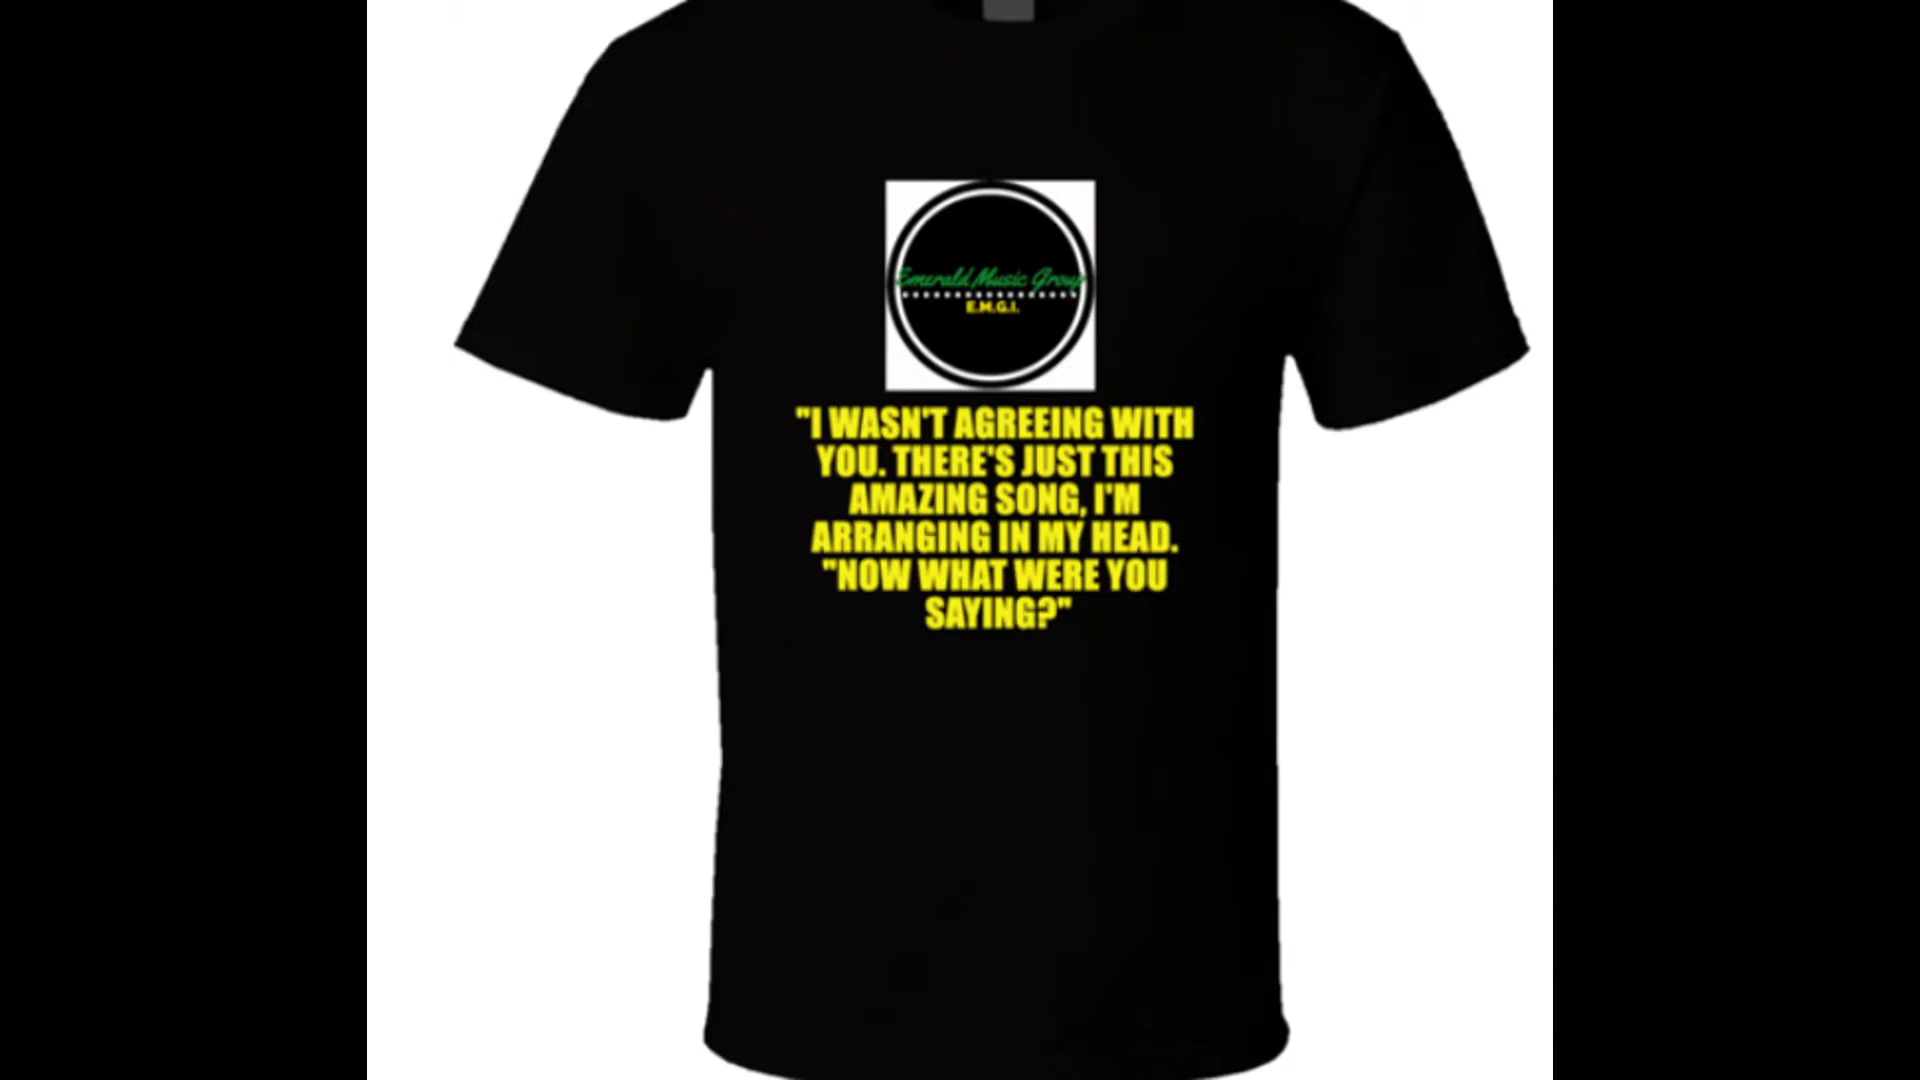 Emerald Music Group
E.M.G.I.
"I WASN'T AGREEING WITH
YOU. THERE'S JUST THIS
AMAZING SONG, I'M
ARRANGING IN MY HEAD.
"NOW WHAT WERE YOU
SAYING?"